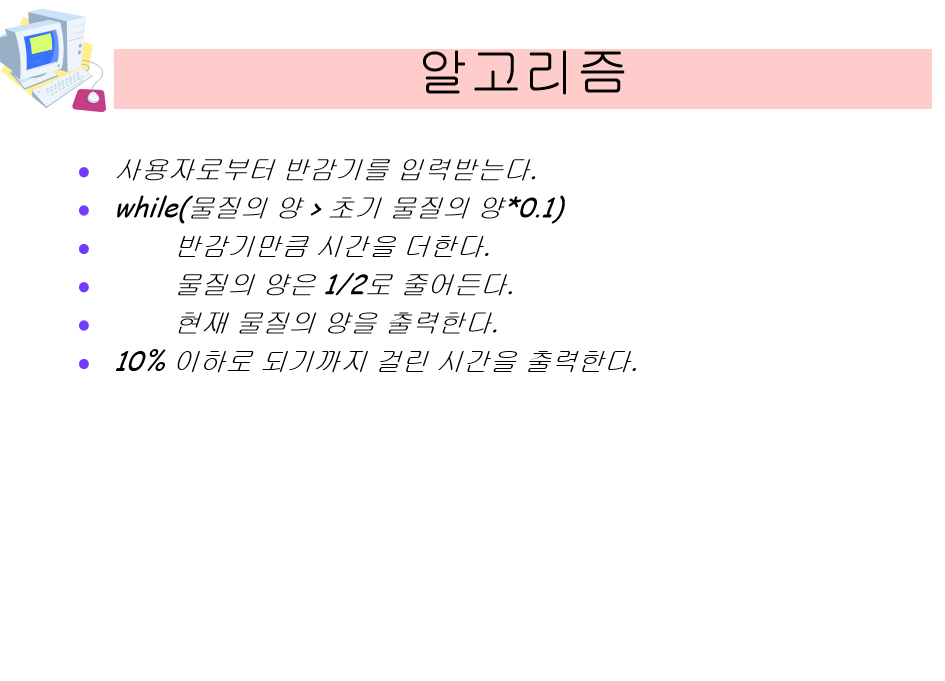 알고리즘
사용자로부터 반감기를 입력받는다.
while(물질의 양 > 초기 물질의 양*0.1)
반감기만큼 시간을 더한다.
물질의 양은 1/2로 줄어든다.
현재 물질의 양을 출력한다.
10% 이하로 되기까지 걸린 시간을 출력한다.